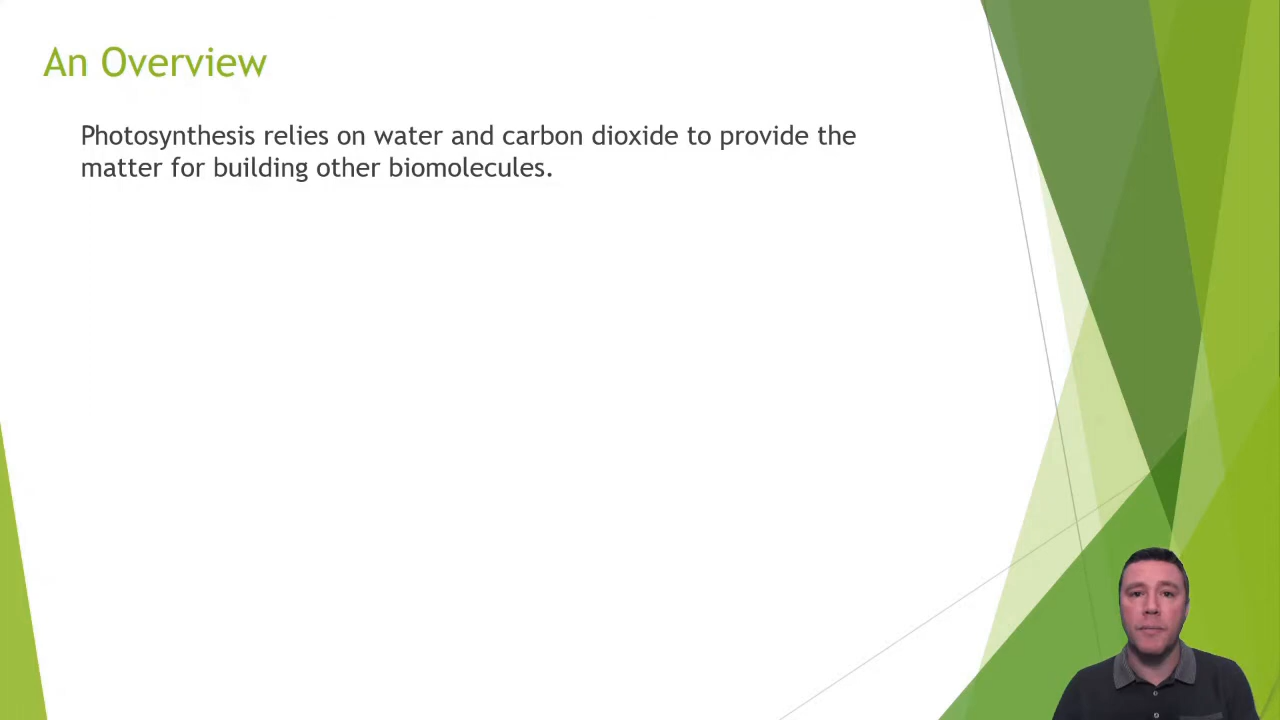 An Overview
Photosynthesis relies on water and carbon dioxide to provide the
matter for building other biomolecules.